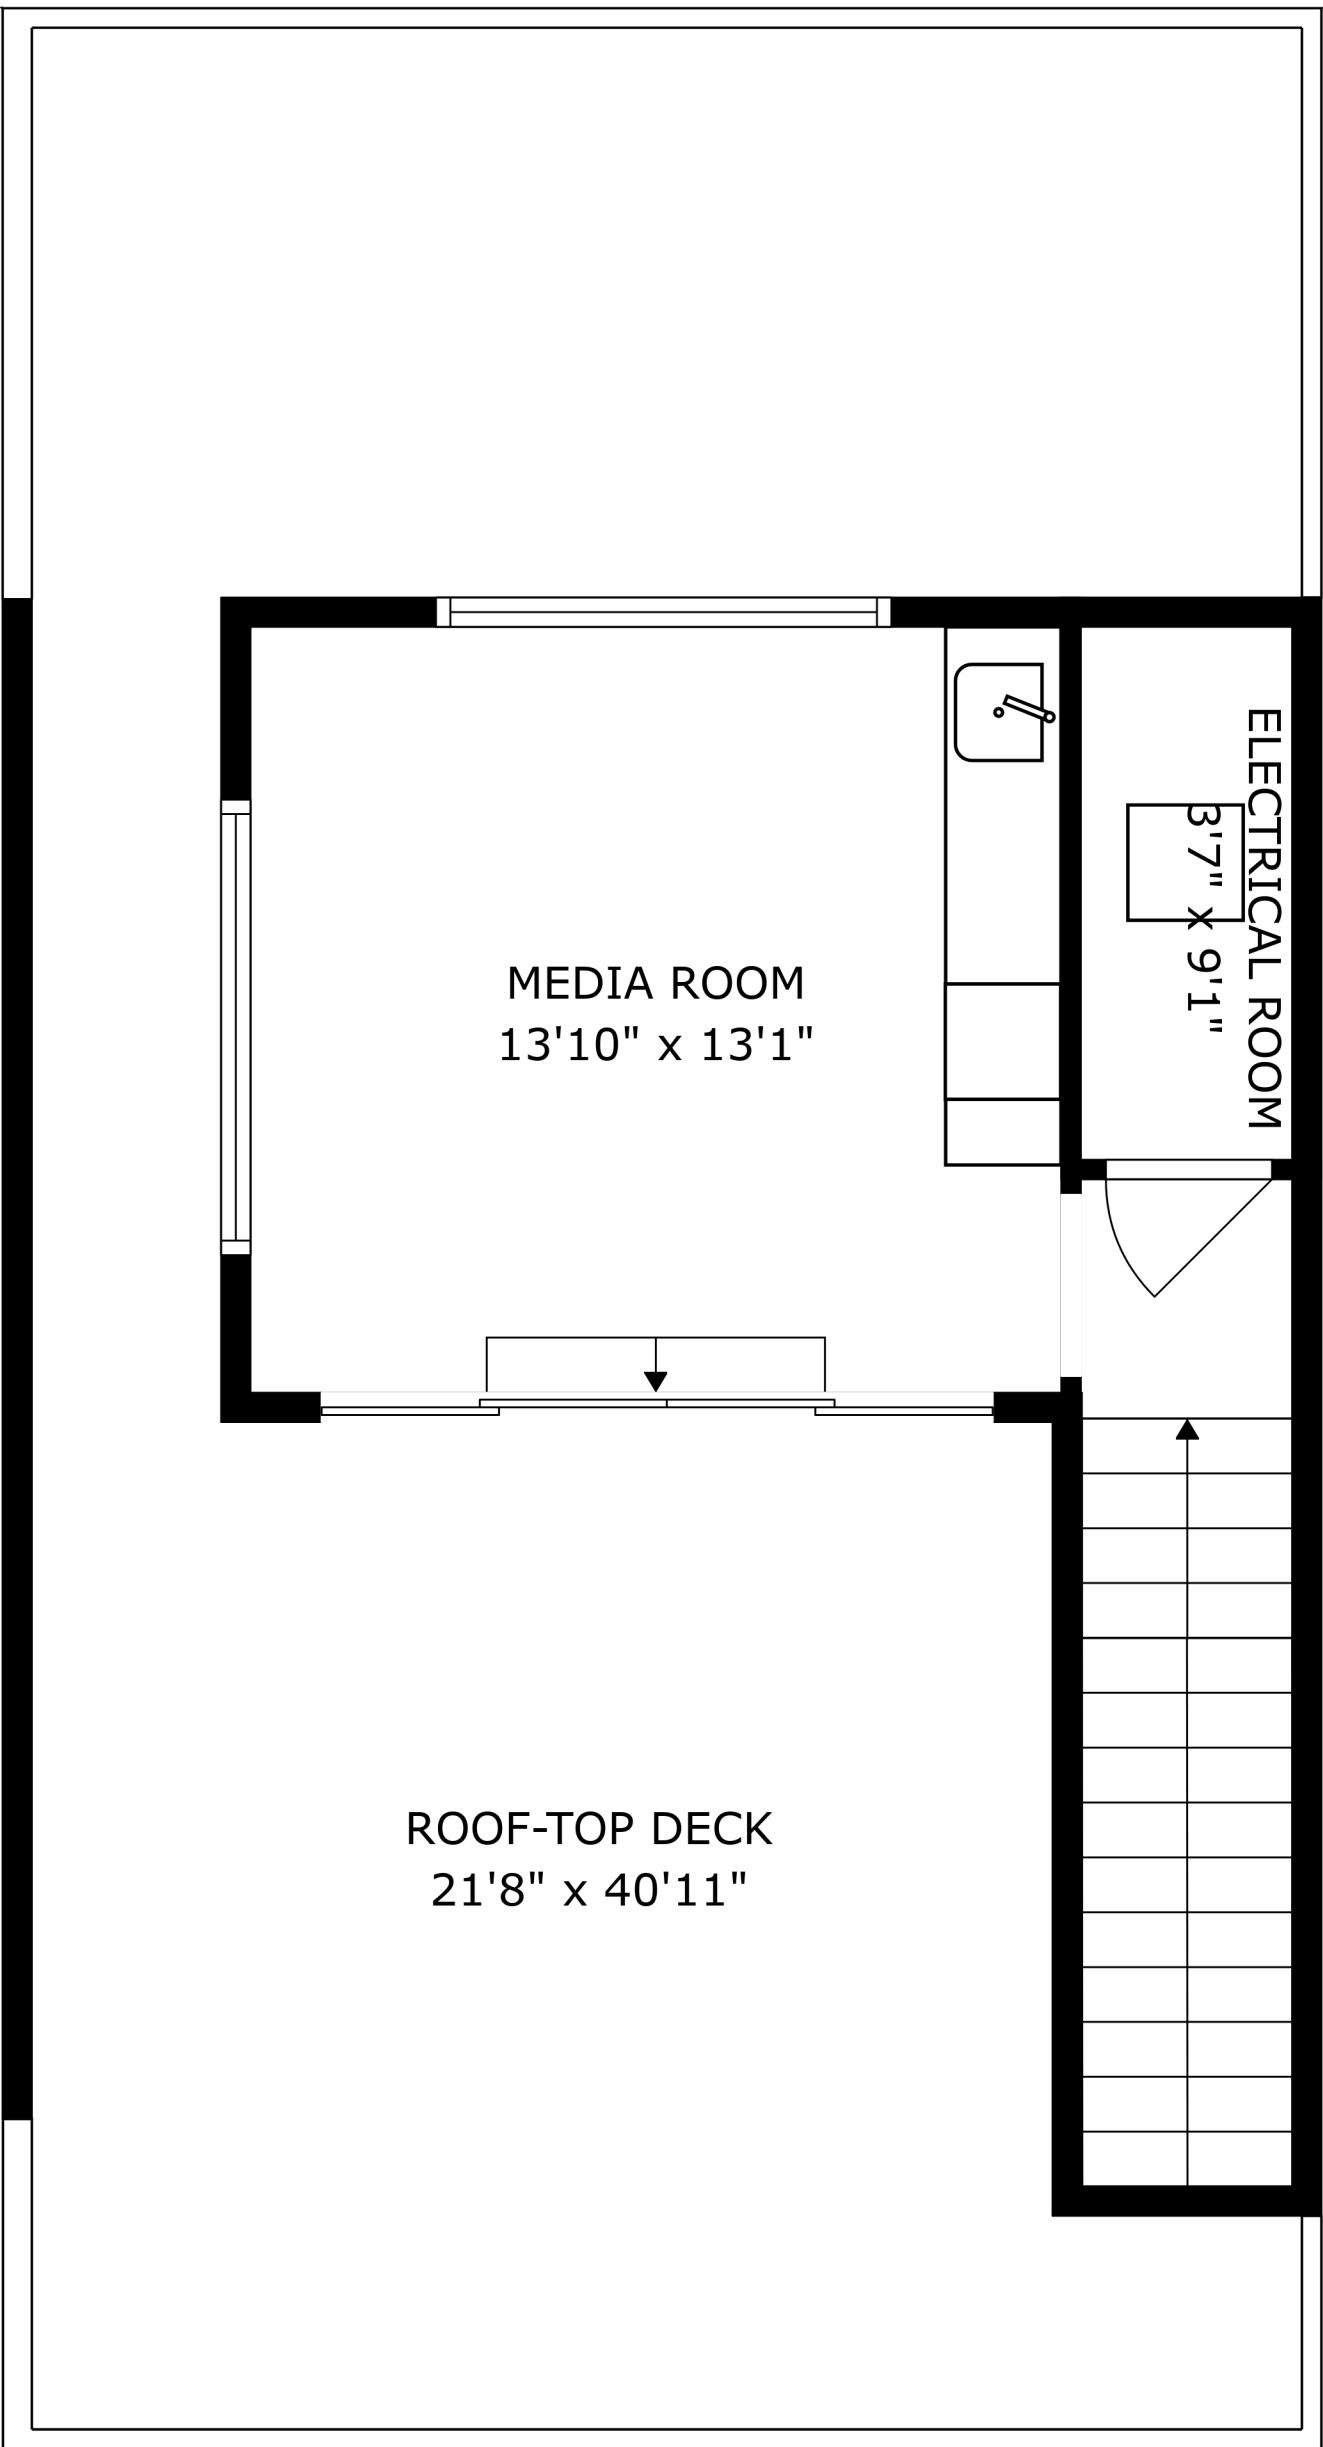 ELECTRICAL ROOM
3'7" x 9'1"
MEDIA ROOM
13'10" x 13'1"
ROOF-TOP DECK
21'8" x 40'11"